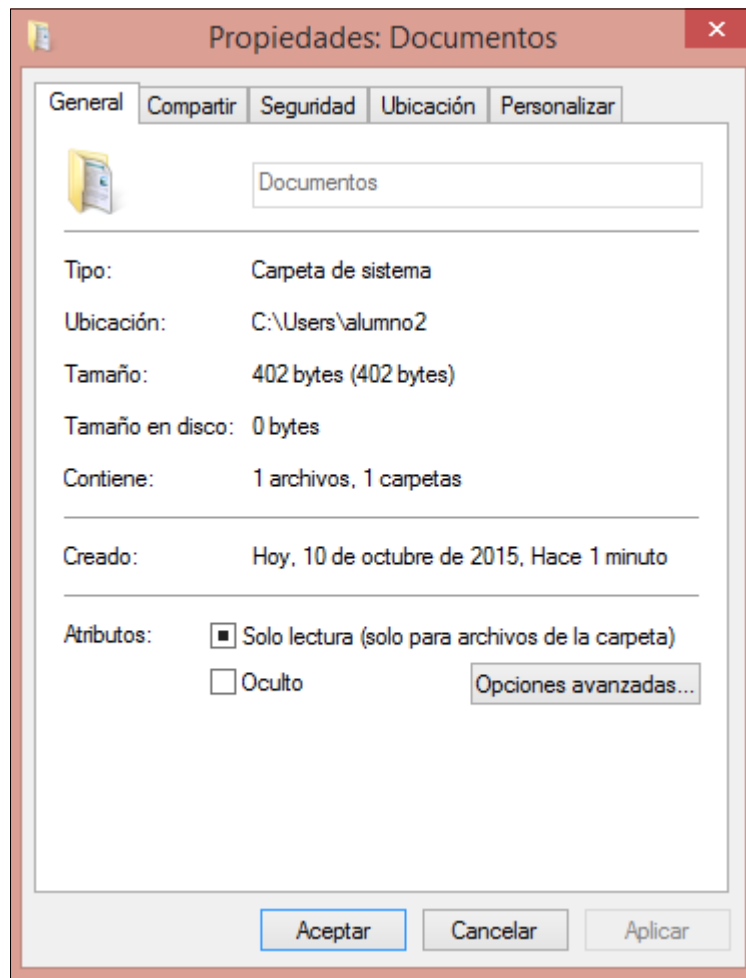 Propiedades: Documentos
General Compartir Seguridad Ubicación Personalizar
Documentos
Tipo: Carpeta de sistema
Ubicación: C:\Users\alumno2
Tamaño: 402 bytes (402 bytes)
Tamaño en disco: 0 bytes
Contiene: 1 archivos, 1 carpetas
Creado: Hoy, 10 de octubre de 2015, Hace 1 minuto
Atributos: Solo lectura (solo para archivos de la carpeta)
Oculto Opciones avanzadas...
Aceptar Cancelar Aplicar